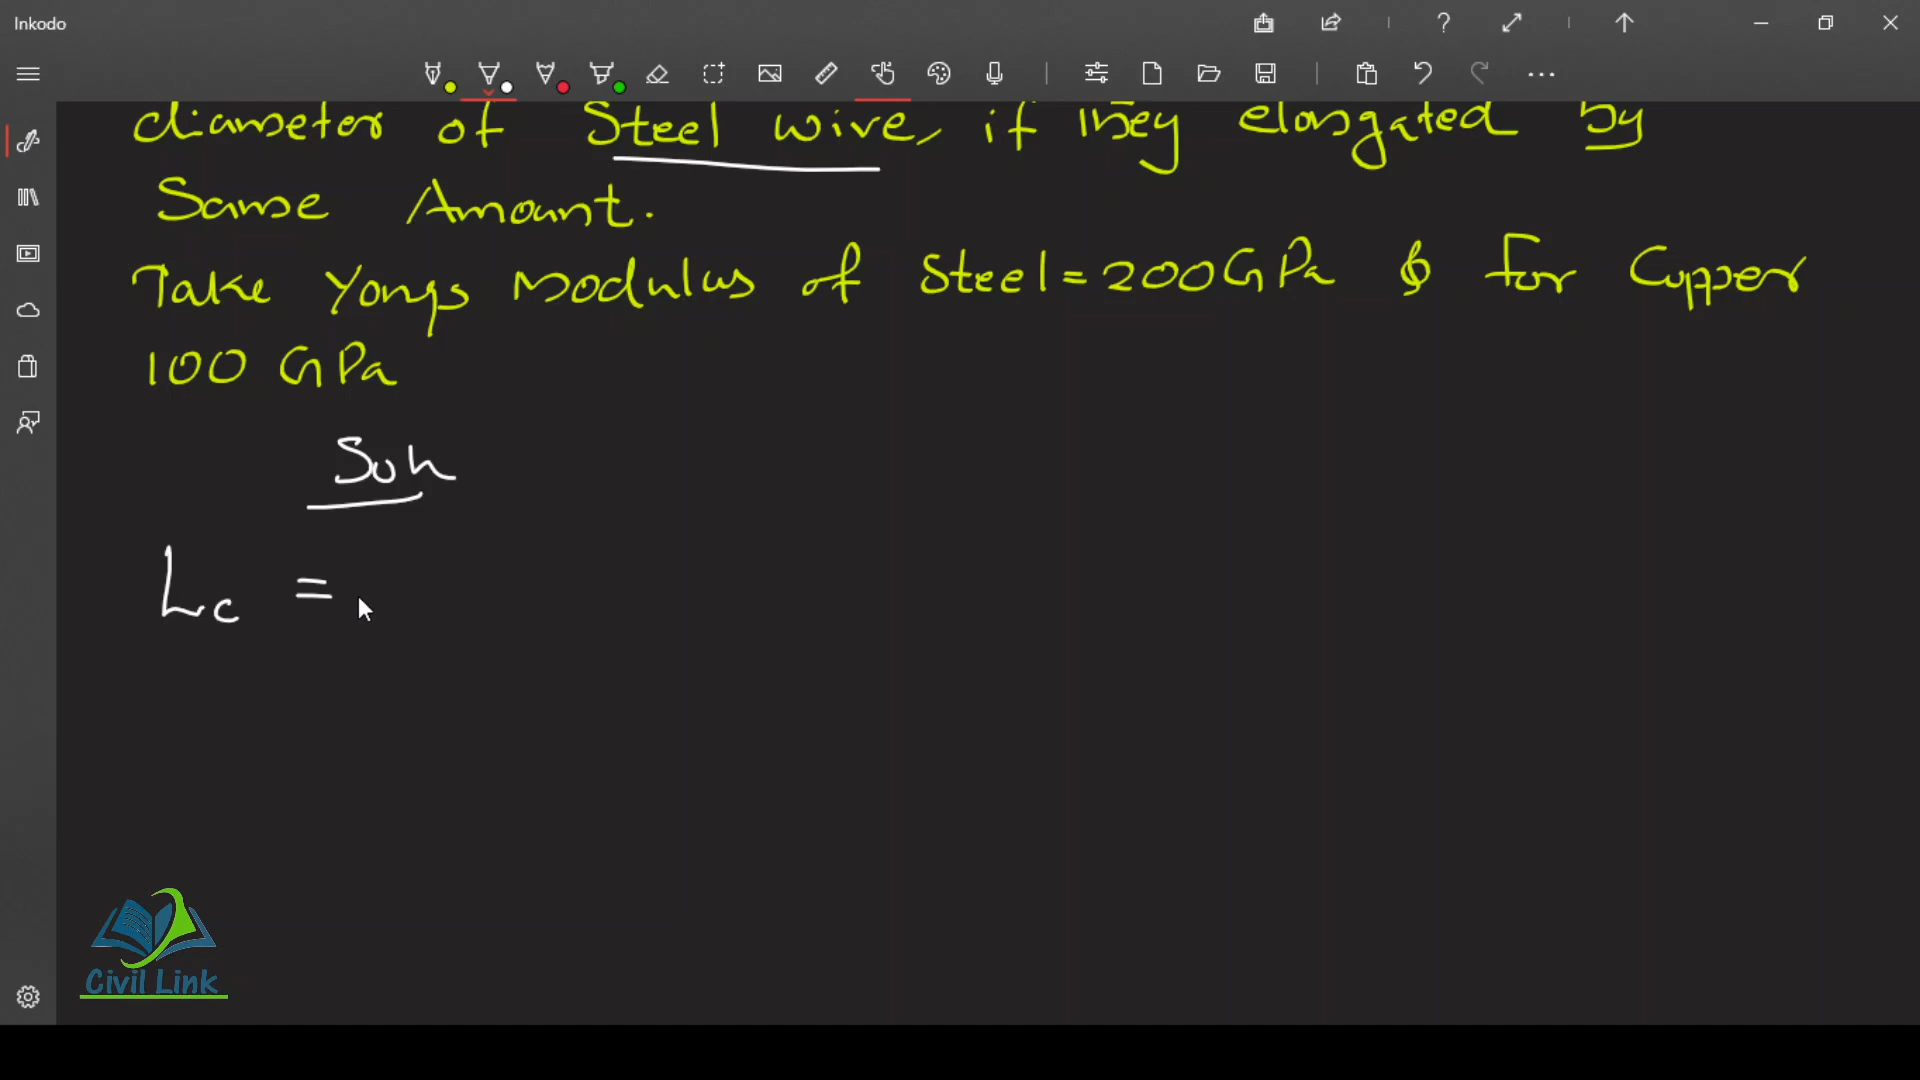 Inkodo
diameter of Steel wire, if they elongated by
Same Amount.
Take Yongs modulus of Steel = 200 GPa & for Copper
100 GPa
Soln
Lc =
Civil Link